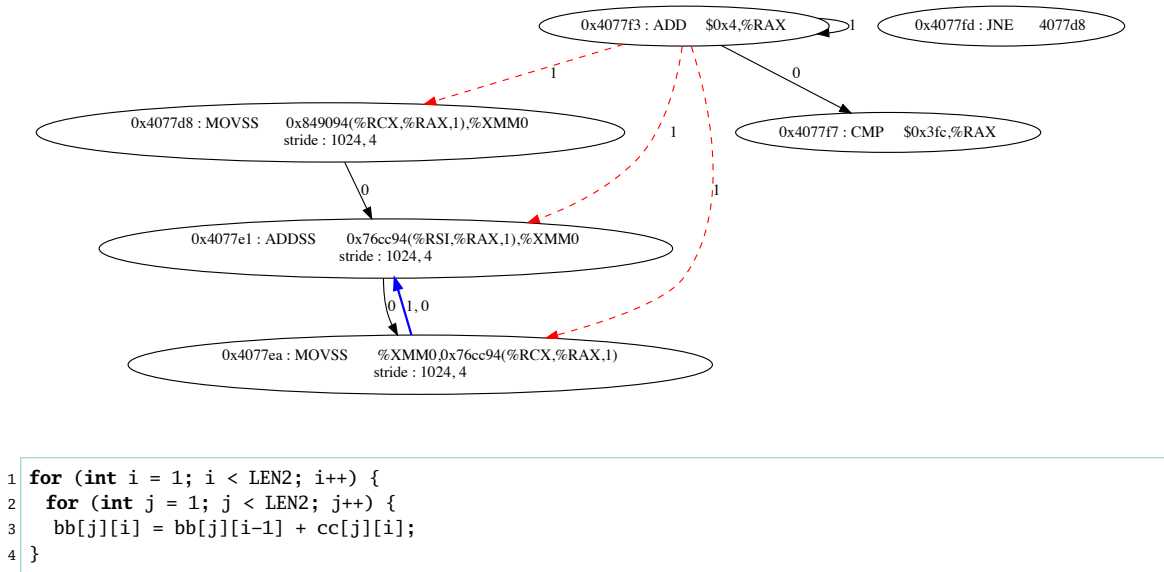 0x4077f3 : ADD $0x4,%RAX
1
0x4077fd : JNE 4077d8
1
0
0x4077d8 : MOVSS 0x849094(%RCX,%RAX,1),%XMM0
stride : 1024, 4
1
0x4077f7 : CMP $0x3fc,%RAX
0
1
0x4077e1 : ADDSS 0x76cc94(%RSI,%RAX,1),%XMM0
stride : 1024, 4
0
1, 0
0x4077ea : MOVSS %XMM0,0x76cc94(%RCX,%RAX,1)
stride : 1024, 4
1 for (int i = 1; i < LEN2; i++) {
2 for (int j = 1; j < LEN2; j++) {
3 bb[j][i] = bb[j][i−1] + cc[j][i];
4 }